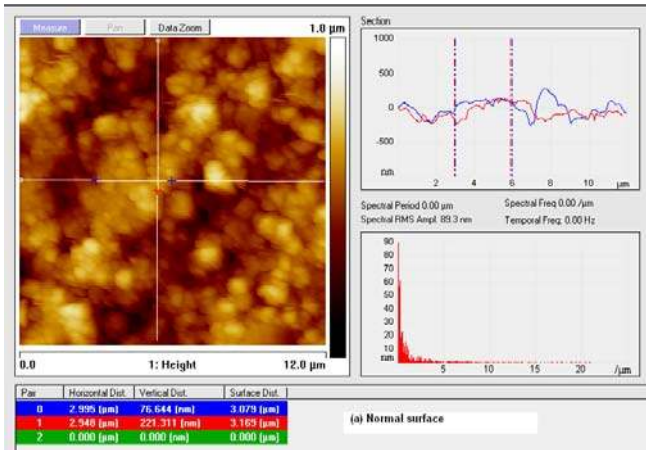 Measure Pan Data Zoom 1.0 µm
Section
1000
500
0
-500
nm
2 4 6 8 10 µm
Spectral Period 0.00 µm Spectral Freq 0.00 /µm
Spectral RMS Ampl. 89.3 nm Temporal Freq: 0.00 Hz
90
80
70
60
50
40
30
20
10
nm
5 10 15 20 /µm
0.0 1: Height 12.0 µm
Pair Horizontal Dist. Vertical Dist. Surface Dist.
0 2.995 (µm) 76.644 (nm) 3.079 (µm)
1 2.948 (µm) 221.311 (nm) 3.169 (µm)
2 0.000 (µm) 0.000 (nm) 0.000 (µm)
(a) Normal surface